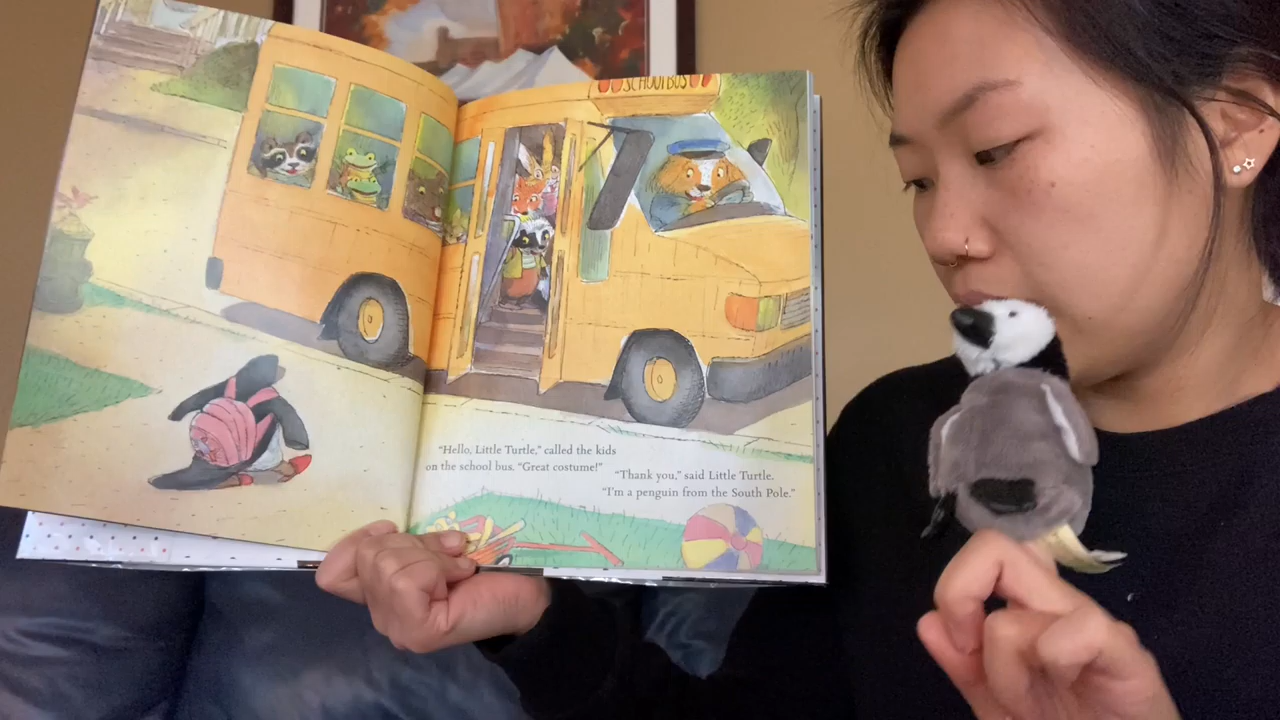 SCHOOL BUS
"Hello, Little Turtle," called the kids
on the school bus. "Great costume!"
"Thank you," said Little Turtle.
"I'm a penguin from the South Pole."